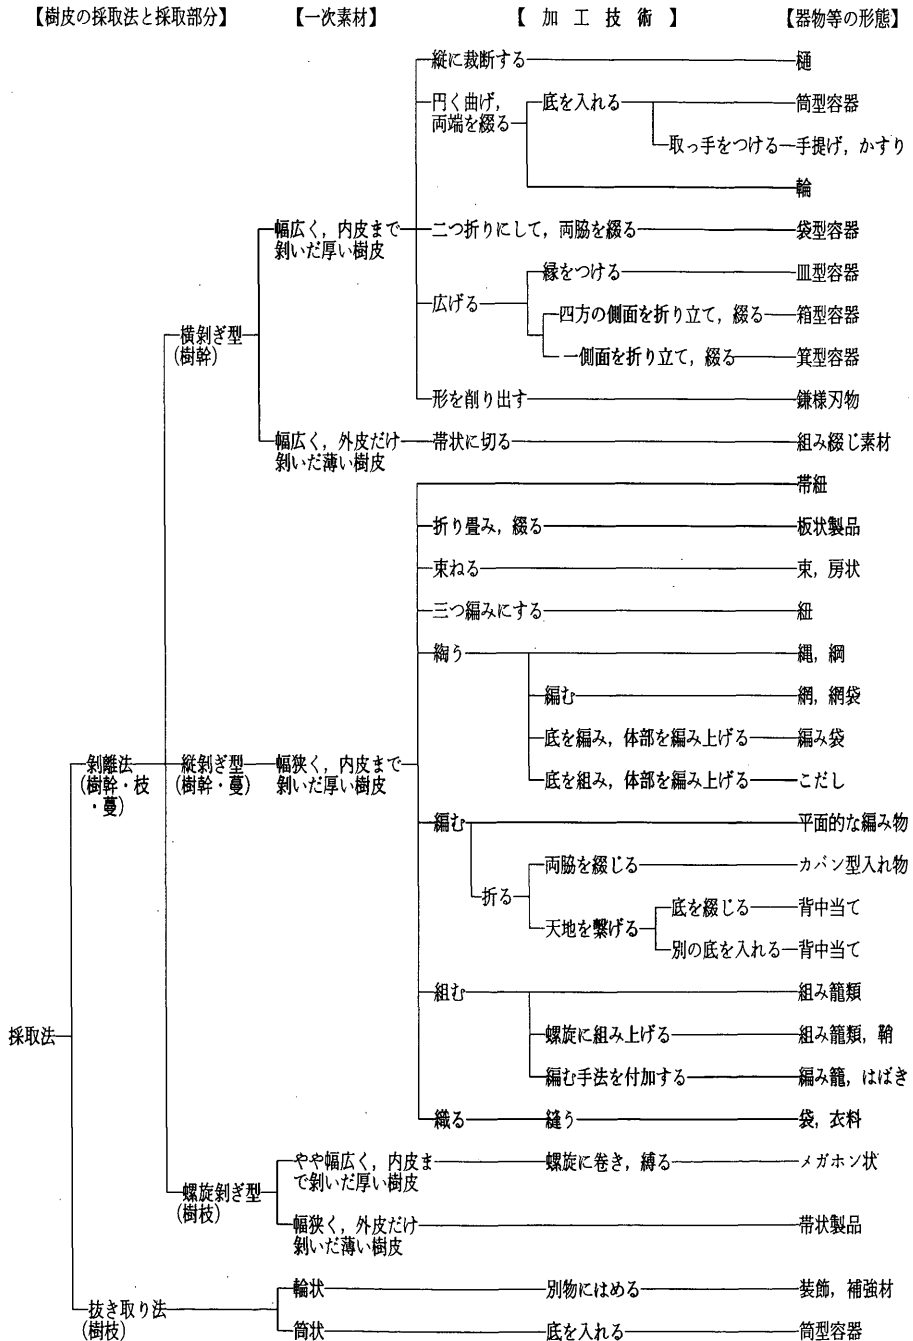 【樹皮の採取法と採取部分】 【一次素材】 【加工技術】 【器物等の形態】
縦に裁断する 樋
円く曲げ, 底を入れる 筒型容器
両端を綴る
取っ手をつける 手提げ, かすり
輪
幅広く, 内皮まで 二つ折りにして, 両脇を綴る 袋型容器
剝いだ厚い樹皮
縁をつける 皿型容器
広げる
四方の側面を折り立て, 綴る 箱型容器
横剝ぎ型
(樹幹)
一側面を折り立て, 綴る 箕型容器
形を削り出す 鎌様刃物
幅広く, 外皮だけ 帯状に切る 組み綴じ素材
剝いだ薄い樹皮
帯紐
折り畳み, 綴る 板状製品
束ねる 束, 房状
三つ編みにする 紐
綯う 縄, 綱
編む 網, 網袋
底を編み, 体部を編み上げる 編み袋
剝離法 縦剝ぎ型 幅狭く, 内皮まで
(樹幹・枝 (樹幹・蔓) 剝いだ厚い樹皮
・蔓)
底を組み, 体部を編み上げる こだし
編む 平面的な編み物
両脇を綴じる カバン型入れ物
折る
底を綴じる 背中当て
天地を繋げる
別の底を入れる 背中当て
組む 組み籠類
採取法 螺旋に組み上げる 組み籠類, 鞘
編む手法を付加する 編み籠, はばき
織る 縫う 袋, 衣料
やや幅広く, 内皮ま 螺旋に巻き, 縛る メガホン状
で剝いだ厚い樹皮
螺旋剝ぎ型
(樹枝)
幅狭く, 外皮だけ 帯状製品
剝いだ薄い樹皮
輪状 別物にはめる 装飾, 補強材
抜き取り法
(樹枝)
筒状 底を入れる 筒型容器